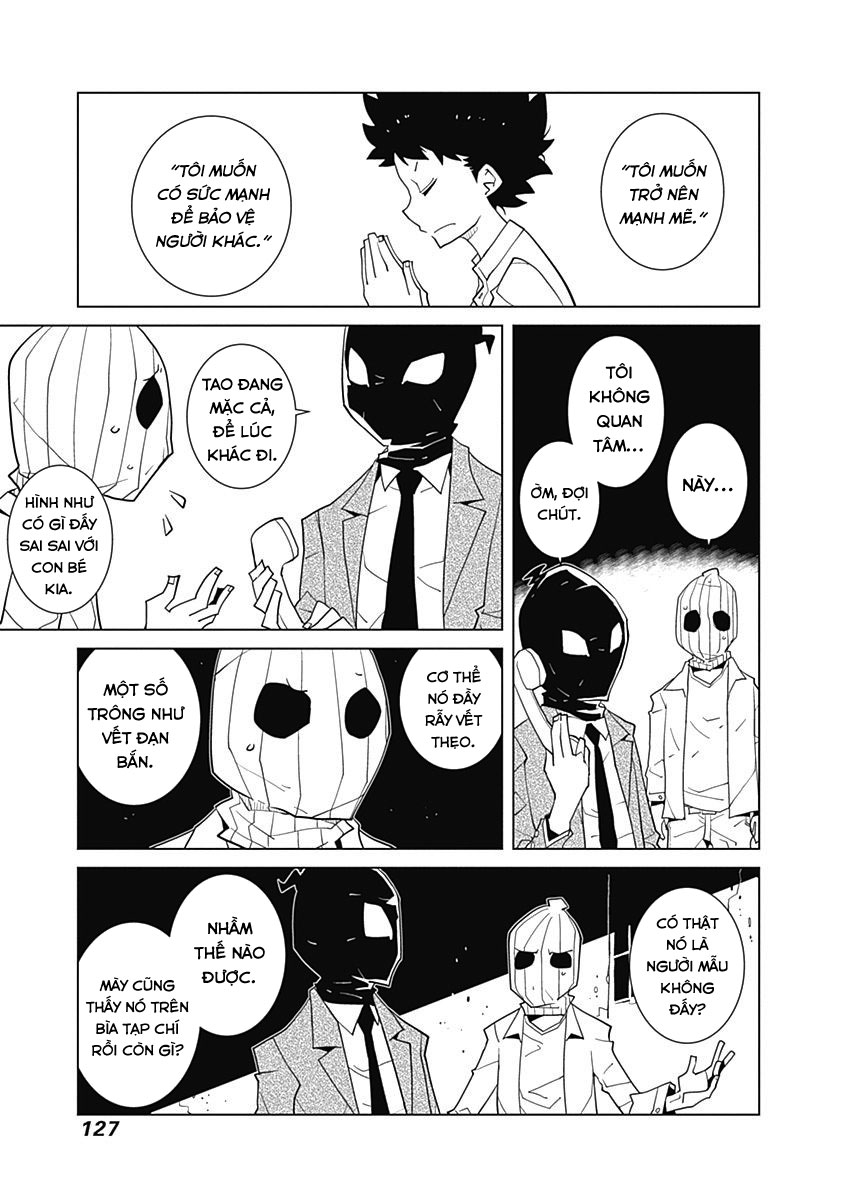 “TÔI MUỐN
TRỞ NÊN
MẠNH MẼ.”
“TÔI MUỐN
CÓ SỨC MẠNH
ĐỂ BẢO VỆ
NGƯỜI KHÁC.”
NÀY...
TÔI
KHÔNG
QUAN
TÂM...
ỜM, ĐỢI
CHÚT.
TAO ĐANG
MẶC CẢ,
ĐỂ LÚC
KHÁC ĐI.
HÌNH NHƯ
CÓ GÌ ĐẤY
SAI SAI VỚI
CON BÉ
KIA.
CƠ THỂ
NÓ ĐẦY
RẪY VẾT
THẸO.
MỘT SỐ
TRÔNG NHƯ
VẾT ĐẠN
BẮN.
CÓ THẬT
NÓ LÀ
NGƯỜI MẪU
KHÔNG
ĐẤY?
NHẦM
THẾ NÀO
ĐƯỢC.
MÀY CŨNG
THẤY NÓ TRÊN
BÌA TẠP CHÍ
RỒI CÒN GÌ?
127